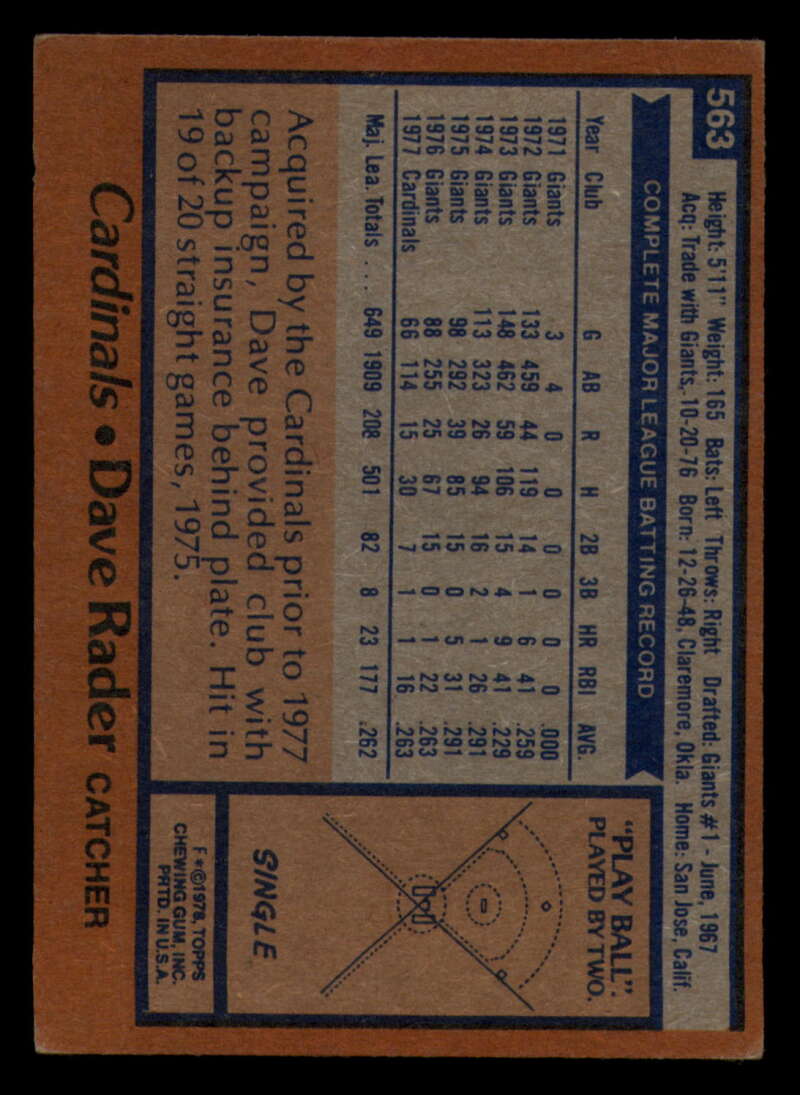 563
Height: 5'11" Weight: 165 Bats: Left Throws: Right Drafted: Giants #1 - June, 1967
Acq: Trade with Giants, 10-20-76 Born: 12-26-48, Claremore, Okla. Home: San Jose, Calif.
COMPLETE MAJOR LEAGUE BATTING RECORD
Year Club G AB R H 2B 3B HR RBI AVG.
1971 Giants 3 4 0 0 0 0 0 0 .000
1972 Giants 133 459 44 119 14 1 6 41 .259
1973 Giants 148 462 59 106 15 4 9 41 .229
1974 Giants 113 323 26 94 16 2 1 26 .291
1975 Giants 98 292 39 85 15 0 5 31 .291
1976 Giants 88 255 25 67 15 0 1 22 .263
1977 Cardinals 66 114 15 30 7 1 1 16 .263
Maj. Lea. Totals ... 649 1909 208 501 82 8 23 177 .262
Acquired by the Cardinals prior to 1977
campaign, Dave provided club with
backup insurance behind plate. Hit in
19 of 20 straight games, 1975.
"PLAY BALL":
PLAYED BY TWO.
SINGLE
F*©1978, TOPPS
CHEWING GUM, INC.
PRTD. IN U.S.A.
Cardinals • Dave Rader CATCHER